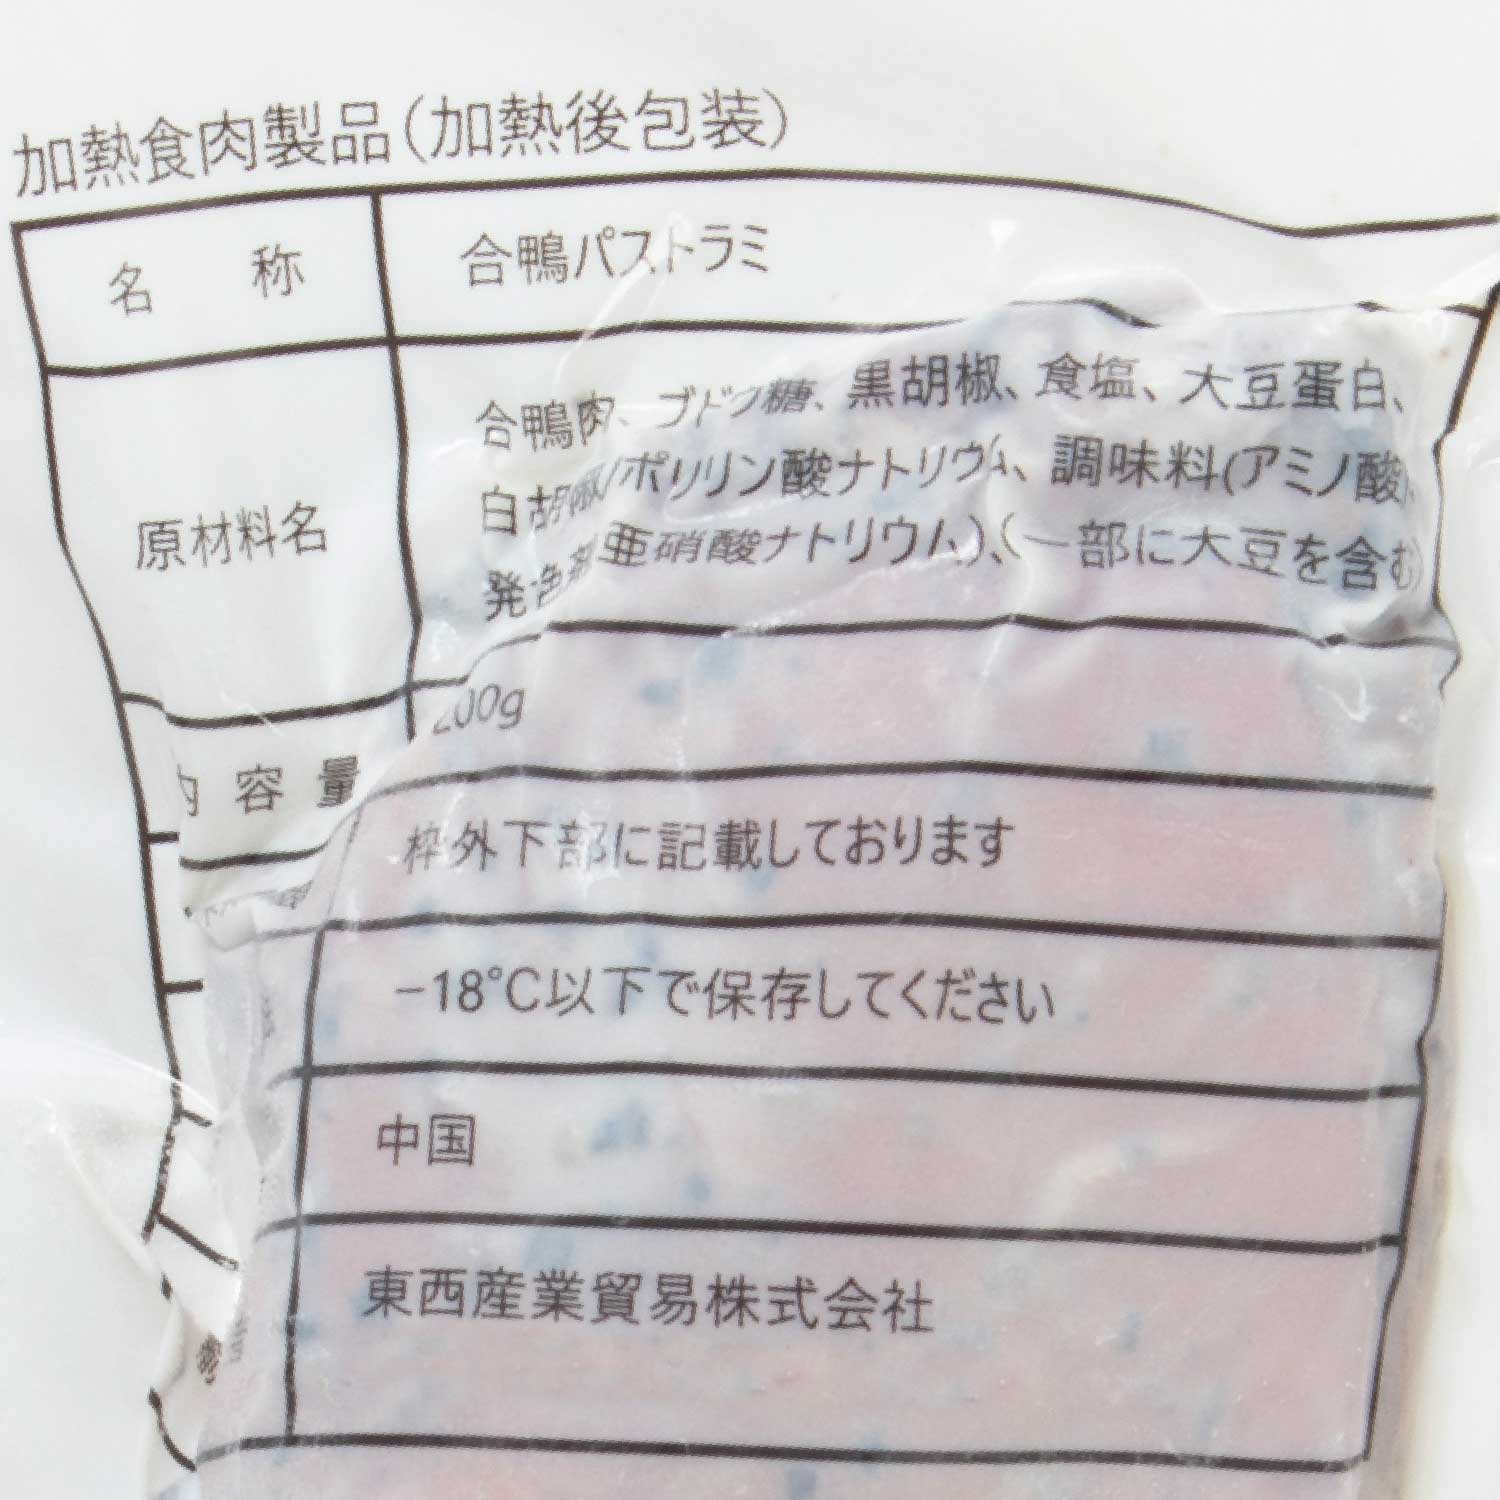 加熱食肉製品(加熱後包装)
名 称 合鴨パストラミ
原材料名 合鴨肉、ブドウ糖、黒胡椒、食塩、大豆蛋白、
白胡椒/ポリリン酸ナトリウム、調味料(アミノ酸)、
発色剤(亜硝酸ナトリウム)、(一部に大豆を含む)
内 容 量 200g
枠外下部に記載しております
-18℃以下で保存してください
中国
東西産業貿易株式会社